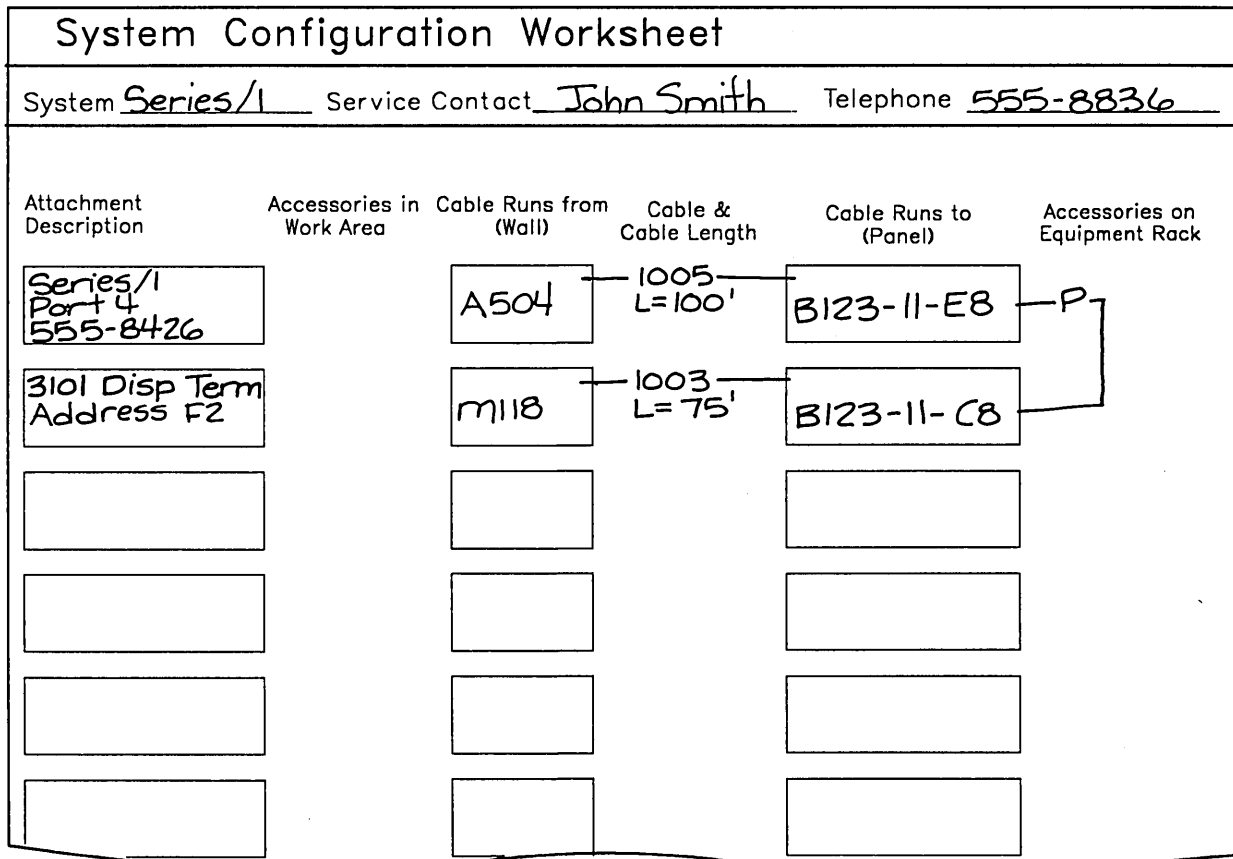 System Configuration Worksheet
System Series/1 Service Contact John Smith Telephone 555-8836
Attachment Description
Accessories in Work Area
Cable Runs from (Wall)
Cable & Cable Length
Cable Runs to (Panel)
Accessories on Equipment Rack
Series/1
Port 4
555-8426
A504
1005
L=100'
B123-11-E8
P
3101 Disp Term
Address F2
M118
1003
L=75'
B123-11-C8